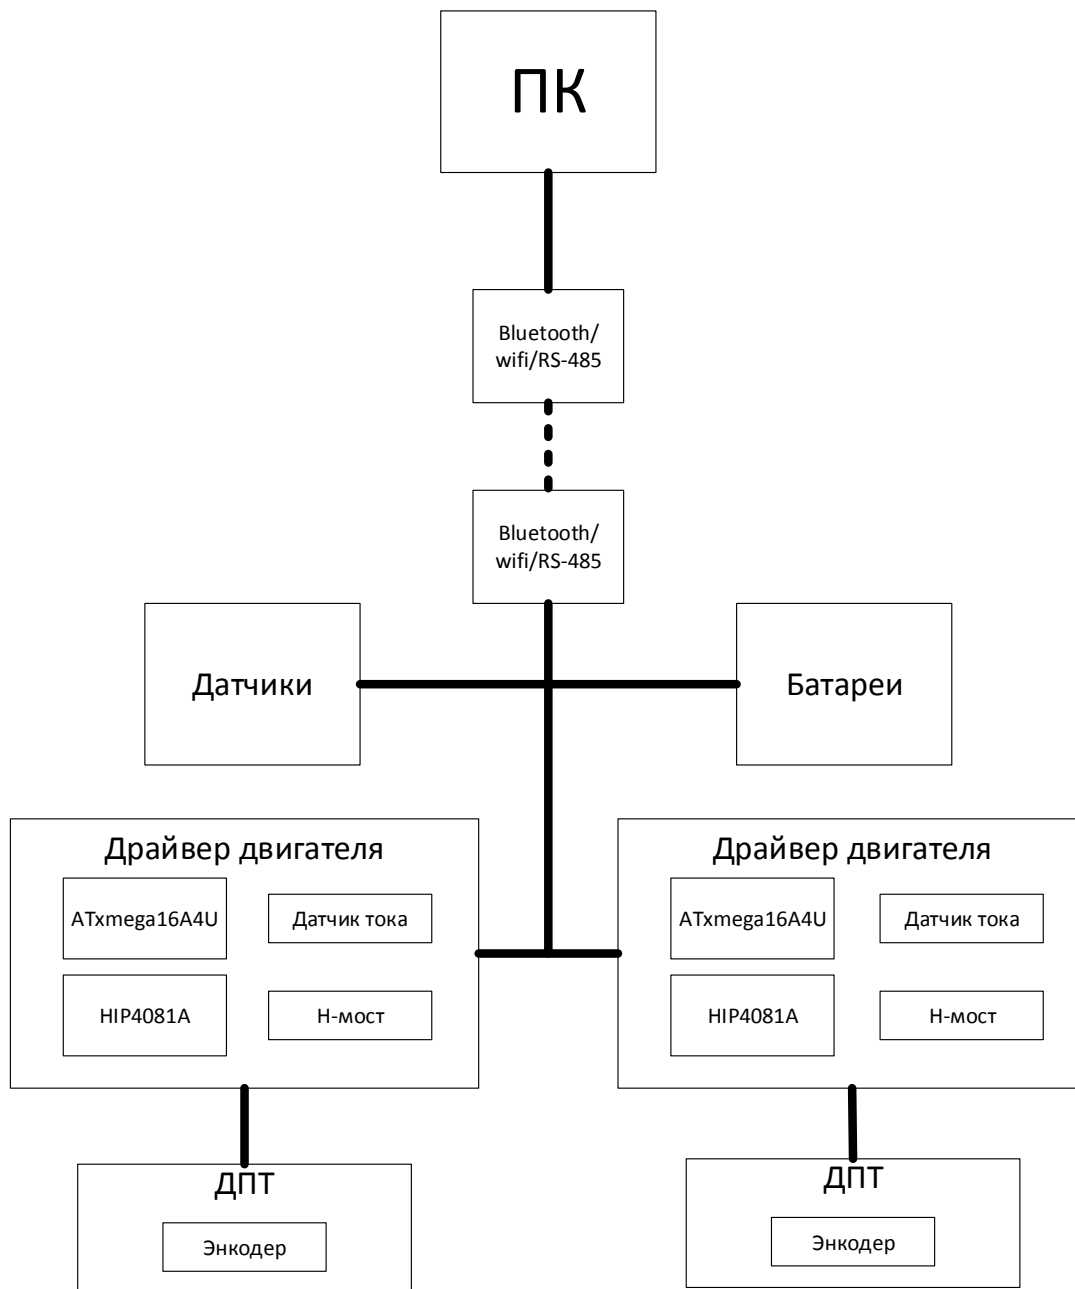 ПК
Bluetooth/
wifi/RS-485
Bluetooth/
wifi/RS-485
Датчики
Батареи
Драйвер двигателя
ATxmega16A4U
Датчик тока
HIP4081A
Н-мост
Драйвер двигателя
ATxmega16A4U
Датчик тока
HIP4081A
Н-мост
ДПТ
Энкодер
ДПТ
Энкодер